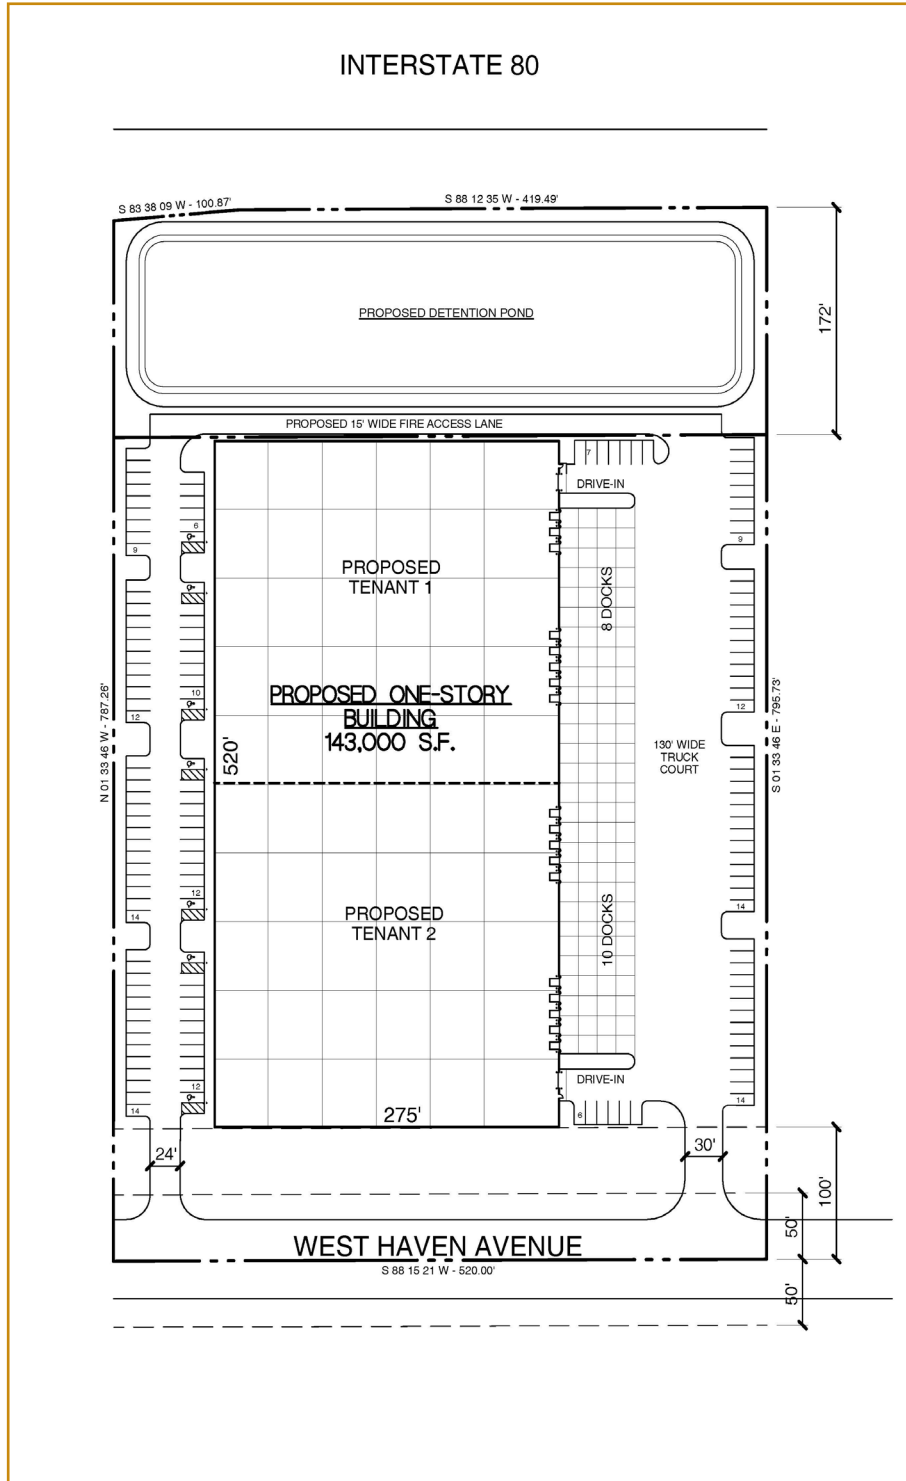 INTERSTATE 80
S 83 38 09 W - 100.87'
S 88 12 35 W - 419.49'
PROPOSED DETENTION POND
172'
PROPOSED 15' WIDE FIRE ACCESS LANE
7
DRIVE-IN
6
9
9
PROPOSED
TENANT 1
8 DOCKS
N 01 33 46 W - 787.26'
S 01 33 46 E - 795.73'
10
12
12
PROPOSED ONE-STORY
BUILDING
143,000 S.F.
520'
130' WIDE
TRUCK
COURT
12
14
14
PROPOSED
TENANT 2
10 DOCKS
DRIVE-IN
12
14
14
275'
6
24'
30'
100'
50'
WEST HAVEN AVENUE
S 88 15 21 W - 520.00'
50'